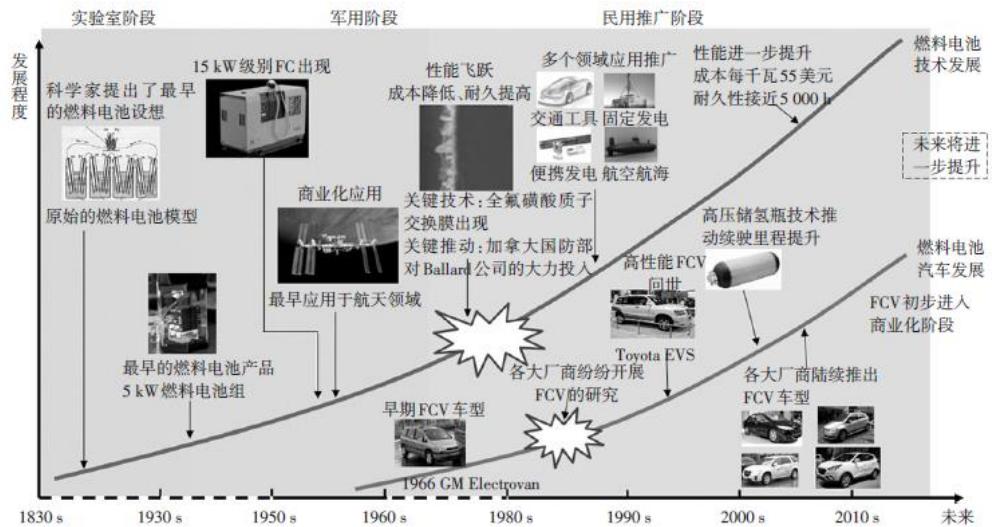 实验室阶段
军用阶段
民用推广阶段
发展程度
科学家提出了最早
的燃料电池设想
原始的燃料电池模型
15 kW 级别FC出现
商业化应用
最早应用于航天领域
最早的燃料电池产品
5 kW 燃料电池组
性能飞跃
成本降低、耐久提高
关键技术:全氟磺酸质子
交换膜出现
关键推动:加拿大国防部
对Ballard公司的大力投入
多个领域应用推广
交通工具 固定发电
便携发电 航空航海
性能进一步提升
成本每千瓦55美元
耐久性接近5 000 h
燃料电池
技术发展
未来将进
一步提升
高压储氢瓶技术推
动续驶里程提升
高性能FCV
问世
Toyota EVS
燃料电池
汽车发展
FCV初步进入
商业化阶段
各大厂商纷纷开展
FCV的研究
早期FCV车型
1966 GM Electrovan
各大厂商陆续推出
FCV车型
1830 s 1930 s 1950 s 1960 s 1980 s 1990 s 2000 s 2010 s 未来